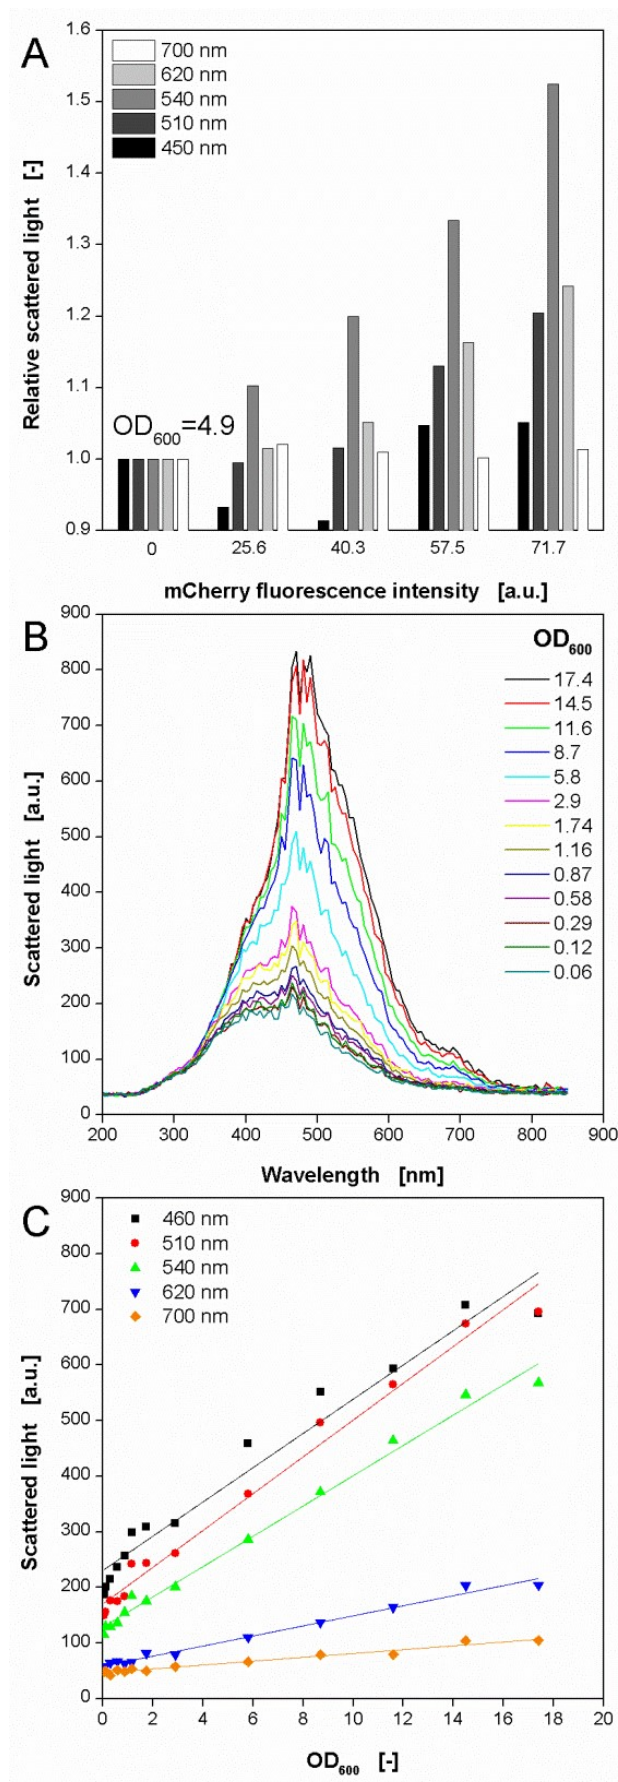 A
1.6
1.5
1.4
1.3
1.2
1.1
1.0
0.9
Relative scattered light [-]
700 nm
620 nm
540 nm
510 nm
450 nm
OD600=4.9
0 25.6 40.3 57.5 71.7
mCherry fluorescence intensity [a.u.]
B
900
800
700
600
500
400
300
200
100
0
Scattered light [a.u.]
OD600
17.4
14.5
11.6
8.7
5.8
2.9
1.74
1.16
0.87
0.58
0.29
0.12
0.06
200 300 400 500 600 700 800 900
Wavelength [nm]
C
900
800
700
600
500
400
300
200
100
0
Scattered light [a.u.]
460 nm
510 nm
540 nm
620 nm
700 nm
0 2 4 6 8 10 12 14 16 18 20
OD600 [-]